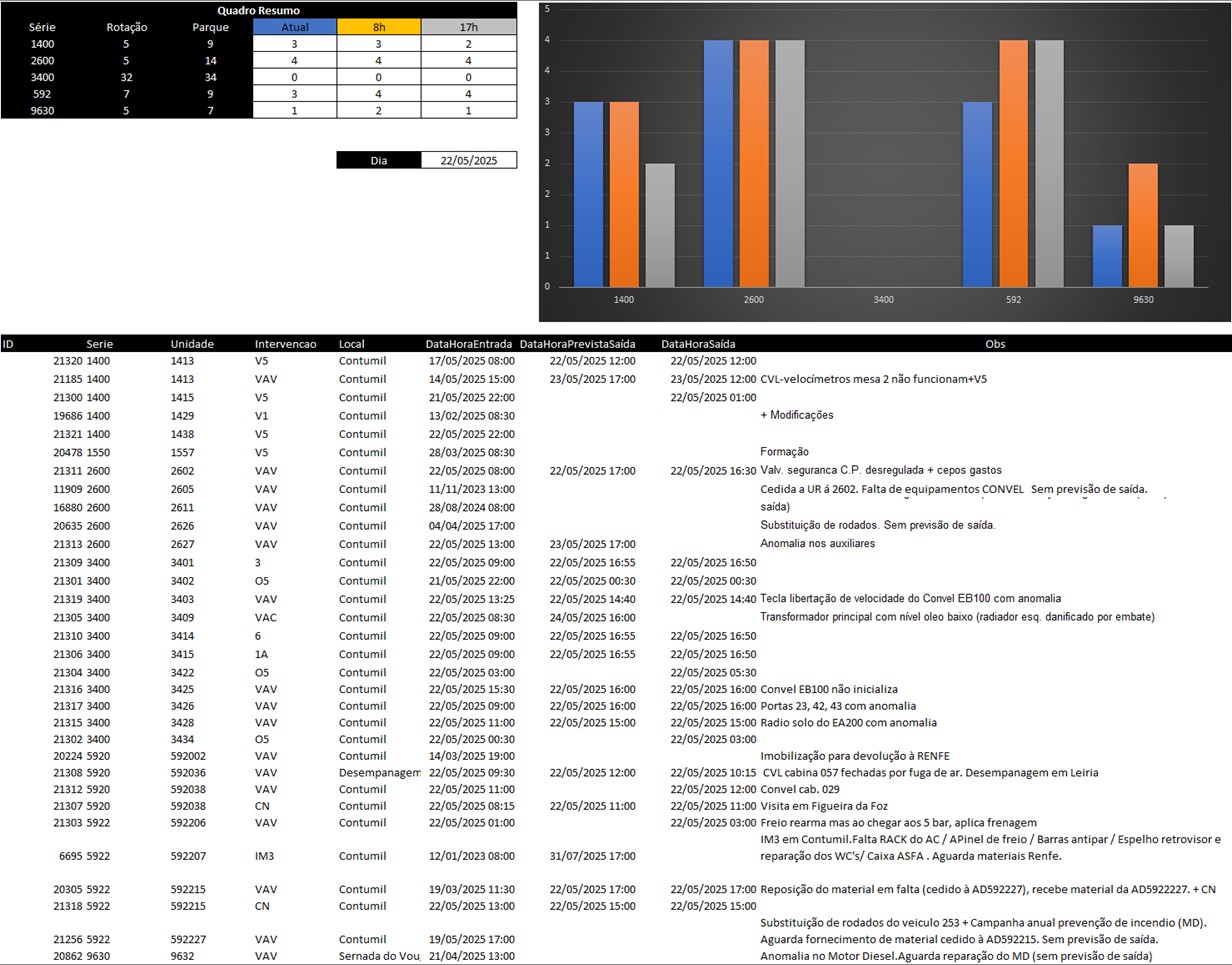 Quadro Resumo
Série Rotação Parque Atual 8h 17h
1400 5 9 3 3 2
2600 5 14 4 4 4
3400 32 34 0 0 0
592 7 9 3 4 4
9630 5 7 1 2 1
Dia 22/05/2025
5
4
4
3
3
2
2
1
1
0
1400 2600 3400 592 9630
ID Serie Unidade Intervencao Local DataHoraEntrada DataHoraPrevistaSaída DataHoraSaída Obs
21320 1400 1413 V5 Contumil 17/05/2025 08:00 22/05/2025 12:00 22/05/2025 12:00
21185 1400 1413 VAV Contumil 14/05/2025 15:00 23/05/2025 17:00 23/05/2025 12:00 CVL-velocímetros mesa 2 não funcionam+V5
21300 1400 1415 V5 Contumil 21/05/2025 22:00 22/05/2025 01:00
19686 1400 1429 V1 Contumil 13/02/2025 08:30 + Modificações
21321 1400 1438 V5 Contumil 22/05/2025 22:00
20478 1550 1557 V5 Contumil 28/03/2025 08:30 Formação
21311 2600 2602 VAV Contumil 22/05/2025 08:00 22/05/2025 17:00 22/05/2025 16:30 Valv. seguranca C.P. desregulada + cepos gastos
11909 2600 2605 VAV Contumil 11/11/2023 13:00 Cedida a UR á 2602. Falta de equipamentos CONVEL Sem previsão de saída.
16880 2600 2611 VAV Contumil 28/08/2024 08:00 saída)
20635 2600 2626 VAV Contumil 04/04/2025 17:00 Substituição de rodados. Sem previsão de saída.
21313 2600 2627 VAV Contumil 22/05/2025 13:00 23/05/2025 17:00 Anomalia nos auxiliares
21309 3400 3401 3 Contumil 22/05/2025 09:00 22/05/2025 16:55 22/05/2025 16:50
21301 3400 3402 O5 Contumil 21/05/2025 22:00 22/05/2025 00:30 22/05/2025 00:30
21319 3400 3403 VAV Contumil 22/05/2025 13:25 22/05/2025 14:40 22/05/2025 14:40 Tecla libertação de velocidade do Convel EB100 com anomalia
21305 3400 3409 VAC Contumil 22/05/2025 08:30 24/05/2025 16:00 Transformador principal com nível oleo baixo (radiador esq. danificado por embate)
21310 3400 3414 6 Contumil 22/05/2025 09:00 22/05/2025 16:55 22/05/2025 16:50
21306 3400 3415 1A Contumil 22/05/2025 09:00 22/05/2025 16:55 22/05/2025 16:50
21304 3400 3422 O5 Contumil 22/05/2025 03:00 22/05/2025 05:30
21316 3400 3425 VAV Contumil 22/05/2025 15:30 22/05/2025 16:00 22/05/2025 16:00 Convel EB100 não inicializa
21317 3400 3426 VAV Contumil 22/05/2025 09:00 22/05/2025 16:00 22/05/2025 16:00 Portas 23, 42, 43 com anomalia
21315 3400 3428 VAV Contumil 22/05/2025 11:00 22/05/2025 15:00 22/05/2025 15:00 Radio solo do EA200 com anomalia
21302 3400 3434 O5 Contumil 22/05/2025 00:30 22/05/2025 03:00
20224 5920 592002 VAV Contumil 14/03/2025 19:00 Imobilização para devolução à RENFE
21308 5920 592036 VAV Desempanagem 22/05/2025 09:30 22/05/2025 12:00 22/05/2025 10:15 CVL cabina 057 fechadas por fuga de ar. Desempanagem em Leiria
21312 5920 592038 VAV Contumil 22/05/2025 11:00 22/05/2025 12:00 Convel cab. 029
21307 5920 592038 CN Contumil 22/05/2025 08:15 22/05/2025 11:00 22/05/2025 11:00 Visita em Figueira da Foz
21303 5922 592206 VAV Contumil 22/05/2025 01:00 22/05/2025 03:00 Freio rearma mas ao chegar aos 5 bar, aplica frenagem
IM3 em Contumil.Falta RACK do AC / APinel de freio / Barras antipar / Espelho retrovisor e
6695 5922 592207 IM3 Contumil 12/01/2023 08:00 31/07/2025 17:00 reparação dos WC's/ Caixa ASFA . Aguarda materiais Renfe.
20305 5922 592215 VAV Contumil 19/03/2025 11:30 22/05/2025 17:00 22/05/2025 17:00 Reposição do material em falta (cedido à AD592227), recebe material da AD5922227. + CN
21318 5922 592215 CN Contumil 22/05/2025 13:00 22/05/2025 15:00 22/05/2025 15:00
Substituição de rodados do veiculo 253 + Campanha anual prevenção de incendio (MD).
21256 5922 592227 VAV Contumil 19/05/2025 17:00 Aguarda fornecimento de material cedido à AD592215. Sem previsão de saída.
20862 9630 9632 VAV Sernada do Vou 21/04/2025 13:00 Anomalia no Motor Diesel.Aguarda reparação do MD (sem previsão de saída)